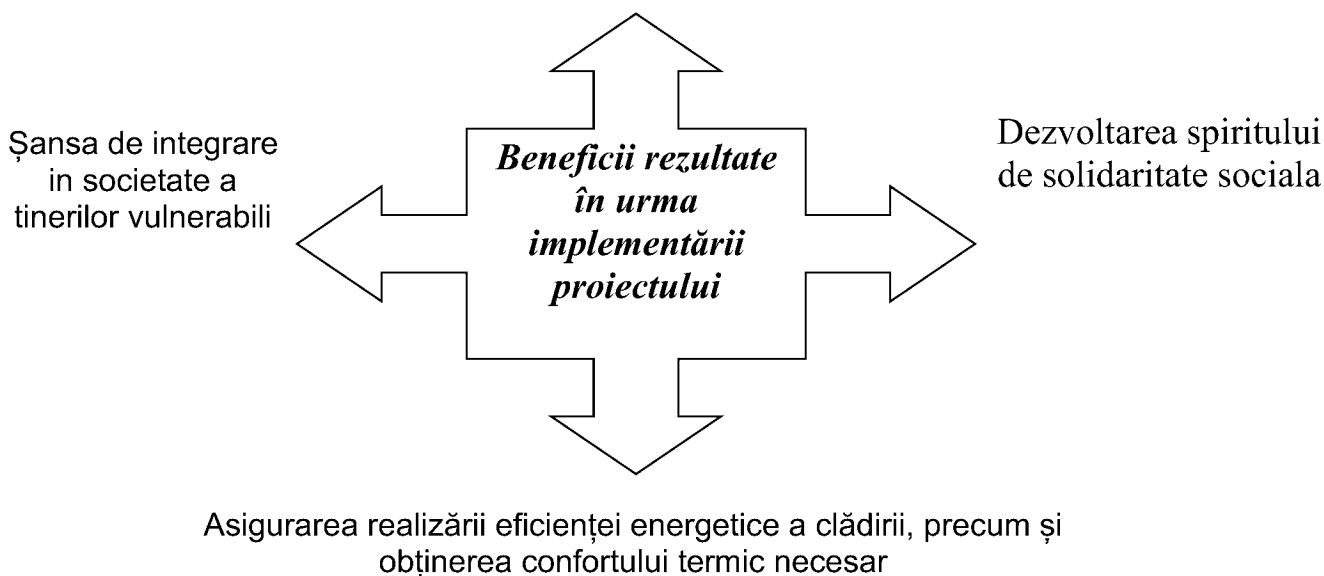 Șansa de integrare
in societate a
tinerilor vulnerabili
Beneficii rezultate
în urma
implementării
proiectului
Dezvoltarea spiritului
de solidaritate sociala
Asigurarea realizării eficienței energetice a clădirii, precum și
obținerea confortului termic necesar